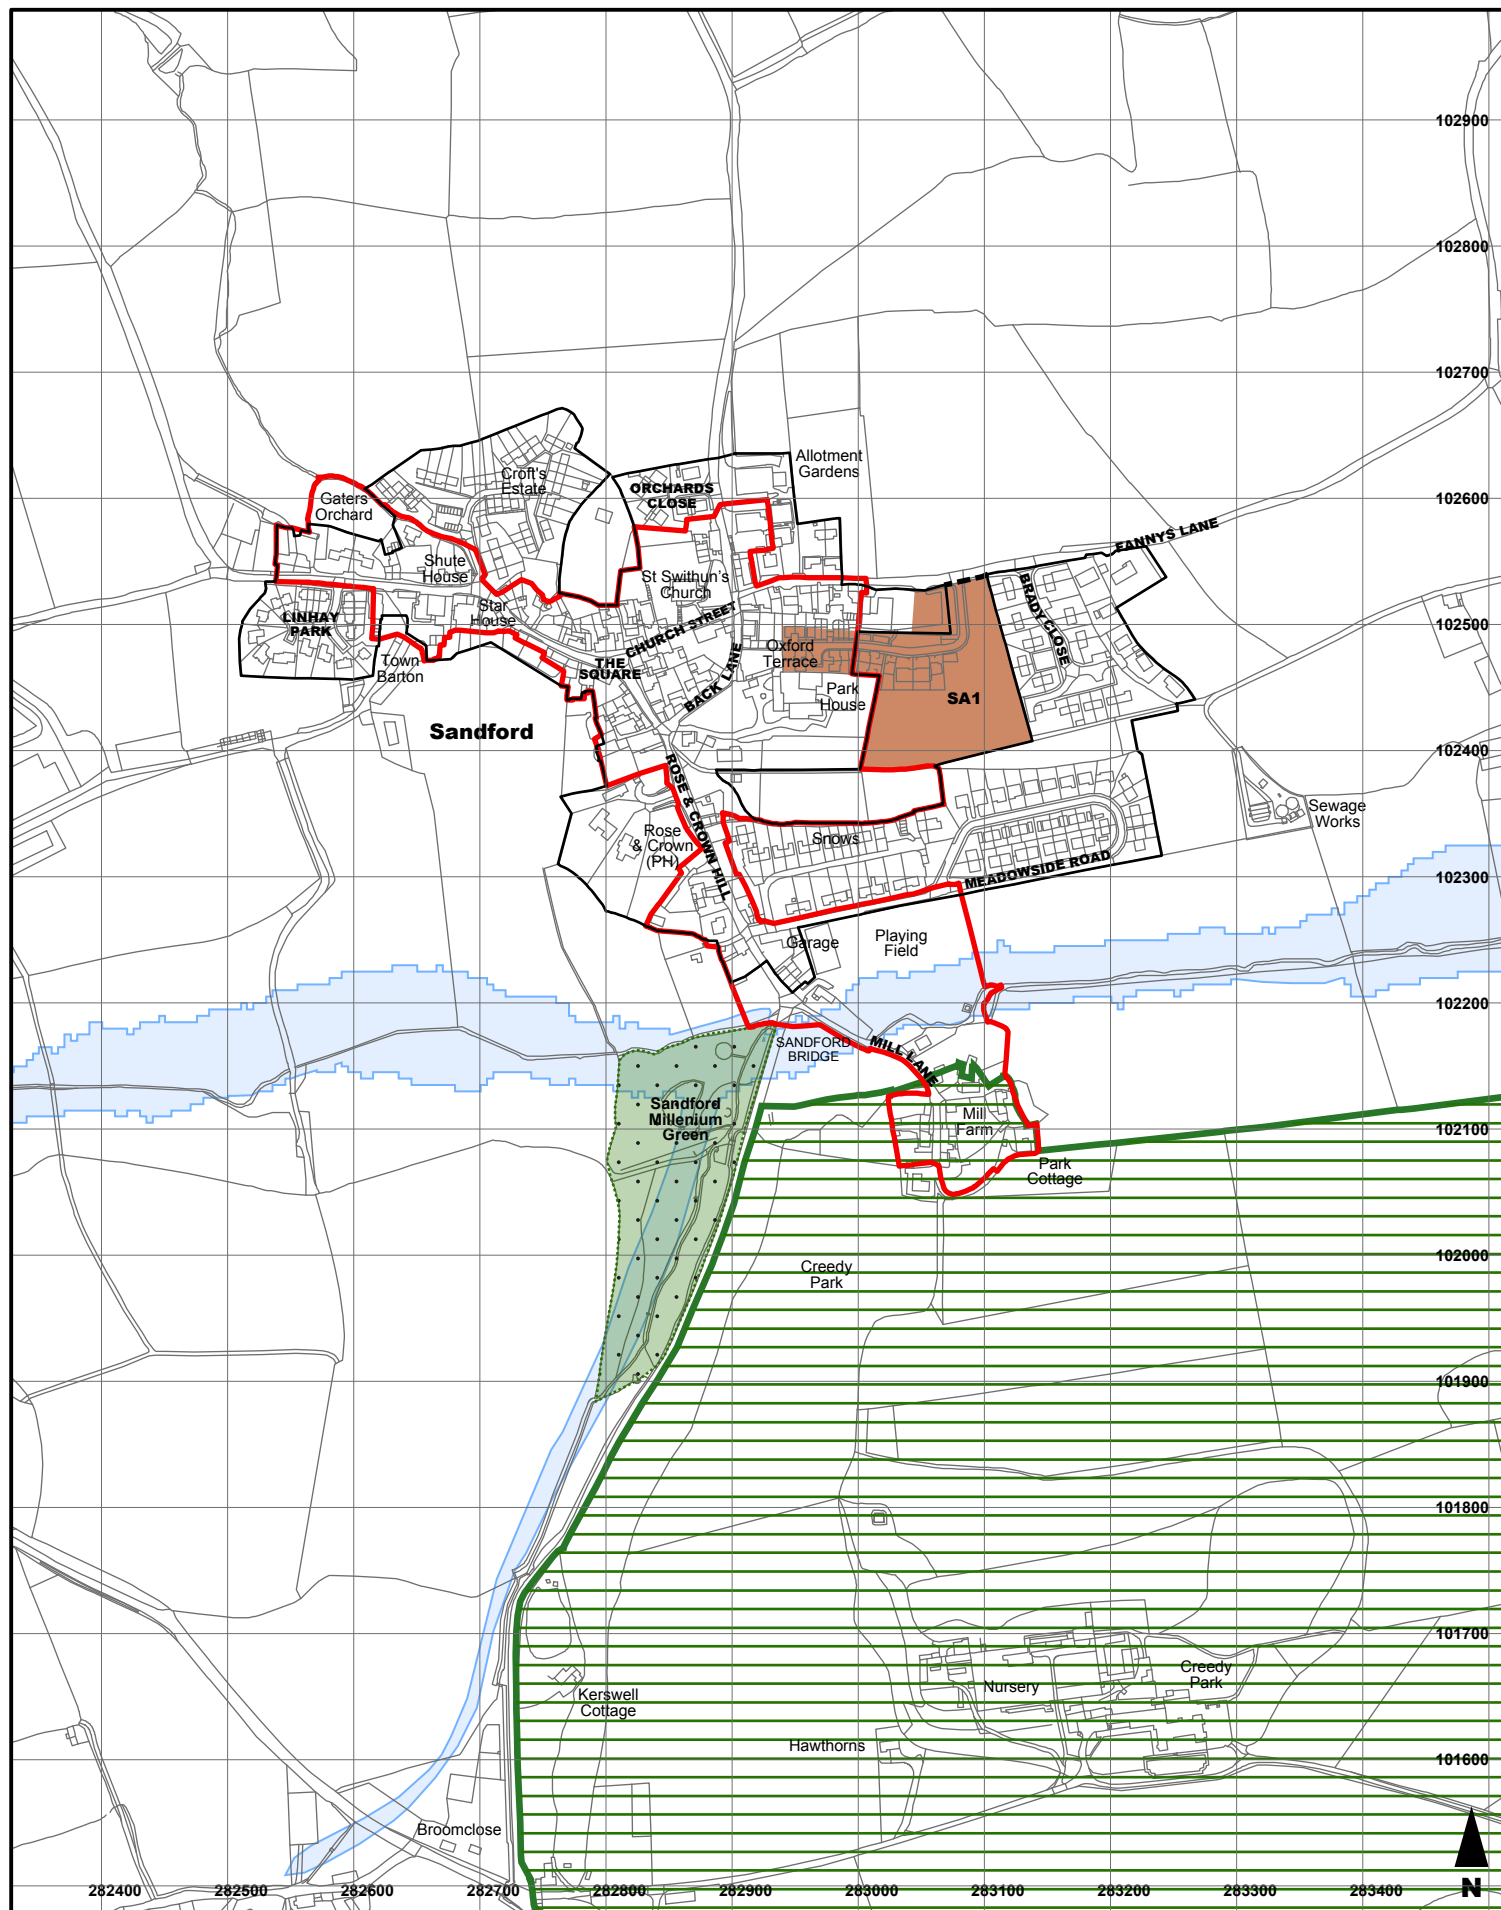 102900
102800
102700
Allotment
Gardens
Croft's
Estate
ORCHARDS
CLOSE
102600
Gaters
Orchard
FANNYS LANE
Shute
House
St Swithun's
Church
BRADYCLOSE
Star
House
LINHAY
PARK
CHURCH STREET
102500
Oxford
Terrace
THE
SQUARE
Town
Barton
BACK LANE
Park
House
SA1
Sandford
102400
ROSE & CROWN HILL
Sewage
Works
Rose
& Crown
(PH)
Snows
MEADOWSIDE ROAD
102300
Garage
Playing
Field
102200
SANDFORD
BRIDGE
MILL LANE
Sandford
Millenium
Green
Mill
Farm
102100
Park
Cottage
102000
Creedy
Park
101900
101800
101700
Creedy
Park
Nursery
Kerswell
Cottage
Hawthorns
101600
Broomclose
N
282400
282500
282600
282700
282800
282900
283000
283100
283200
283300
283400